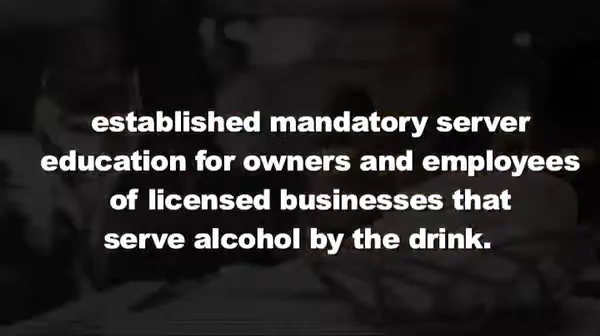 established mandatory server
education for owners and employees
of licensed businesses that
serve alcohol by the drink.